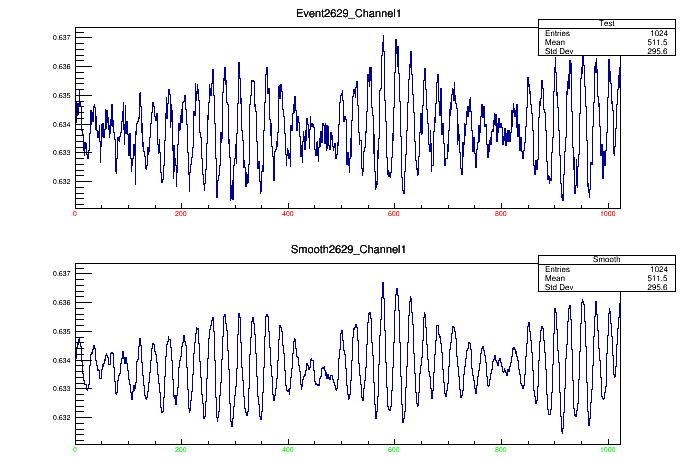 Event2629_Channel1
Test
Entries 1024
Mean 511.5
Std Dev 295.6
0.637
0.636
0.635
0.634
0.633
0.632
0 200 400 600 800 1000
Smooth2629_Channel1
Smooth
Entries 1024
Mean 511.5
Std Dev 295.6
0.637
0.636
0.635
0.634
0.633
0.632
0 200 400 600 800 1000